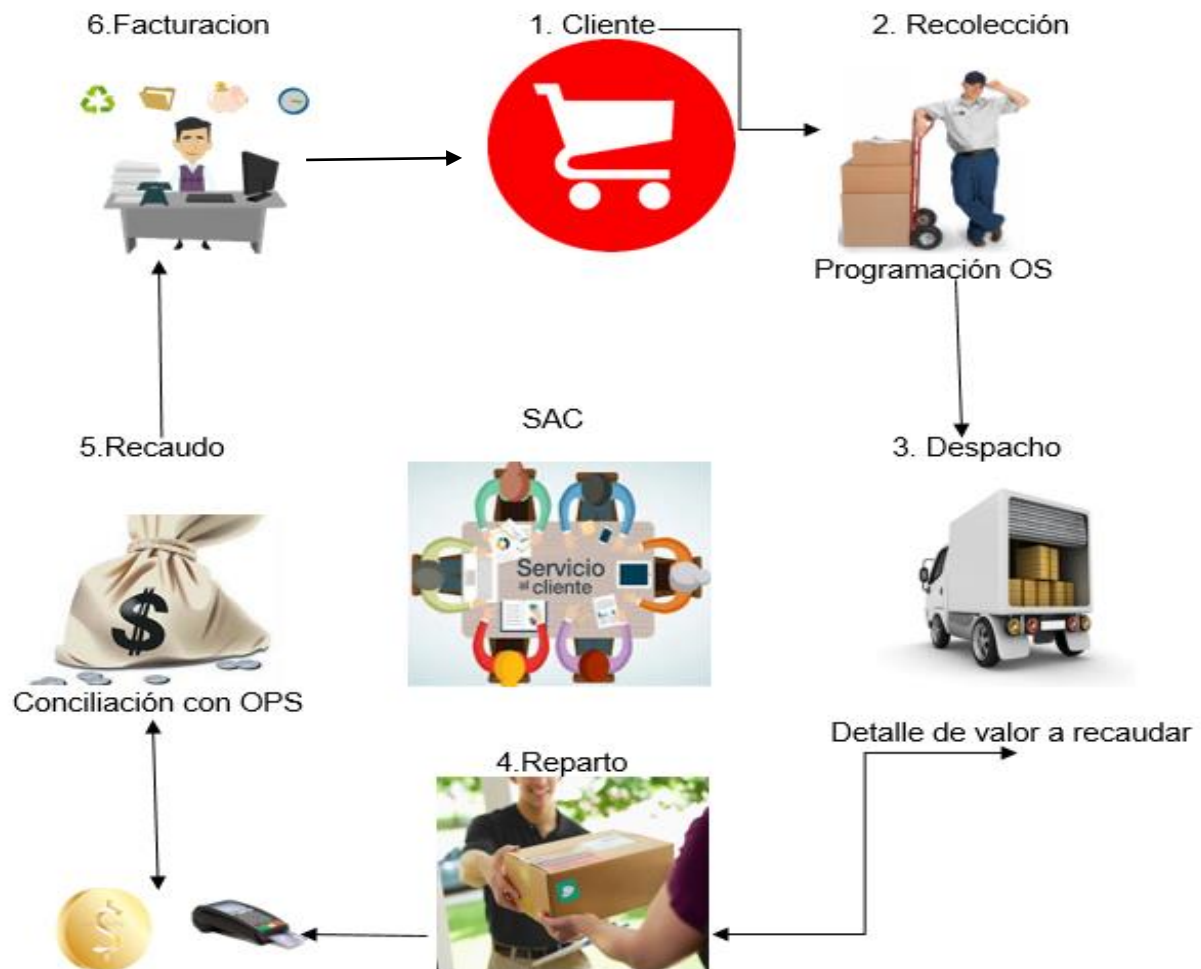 6.Facturacion
1. Cliente
2. Recolección
Programación OS
SAC
5.Recaudo
3. Despacho
Servicio
al cliente
$
Conciliación con OPS
Detalle de valor a recaudar
4.Reparto
$